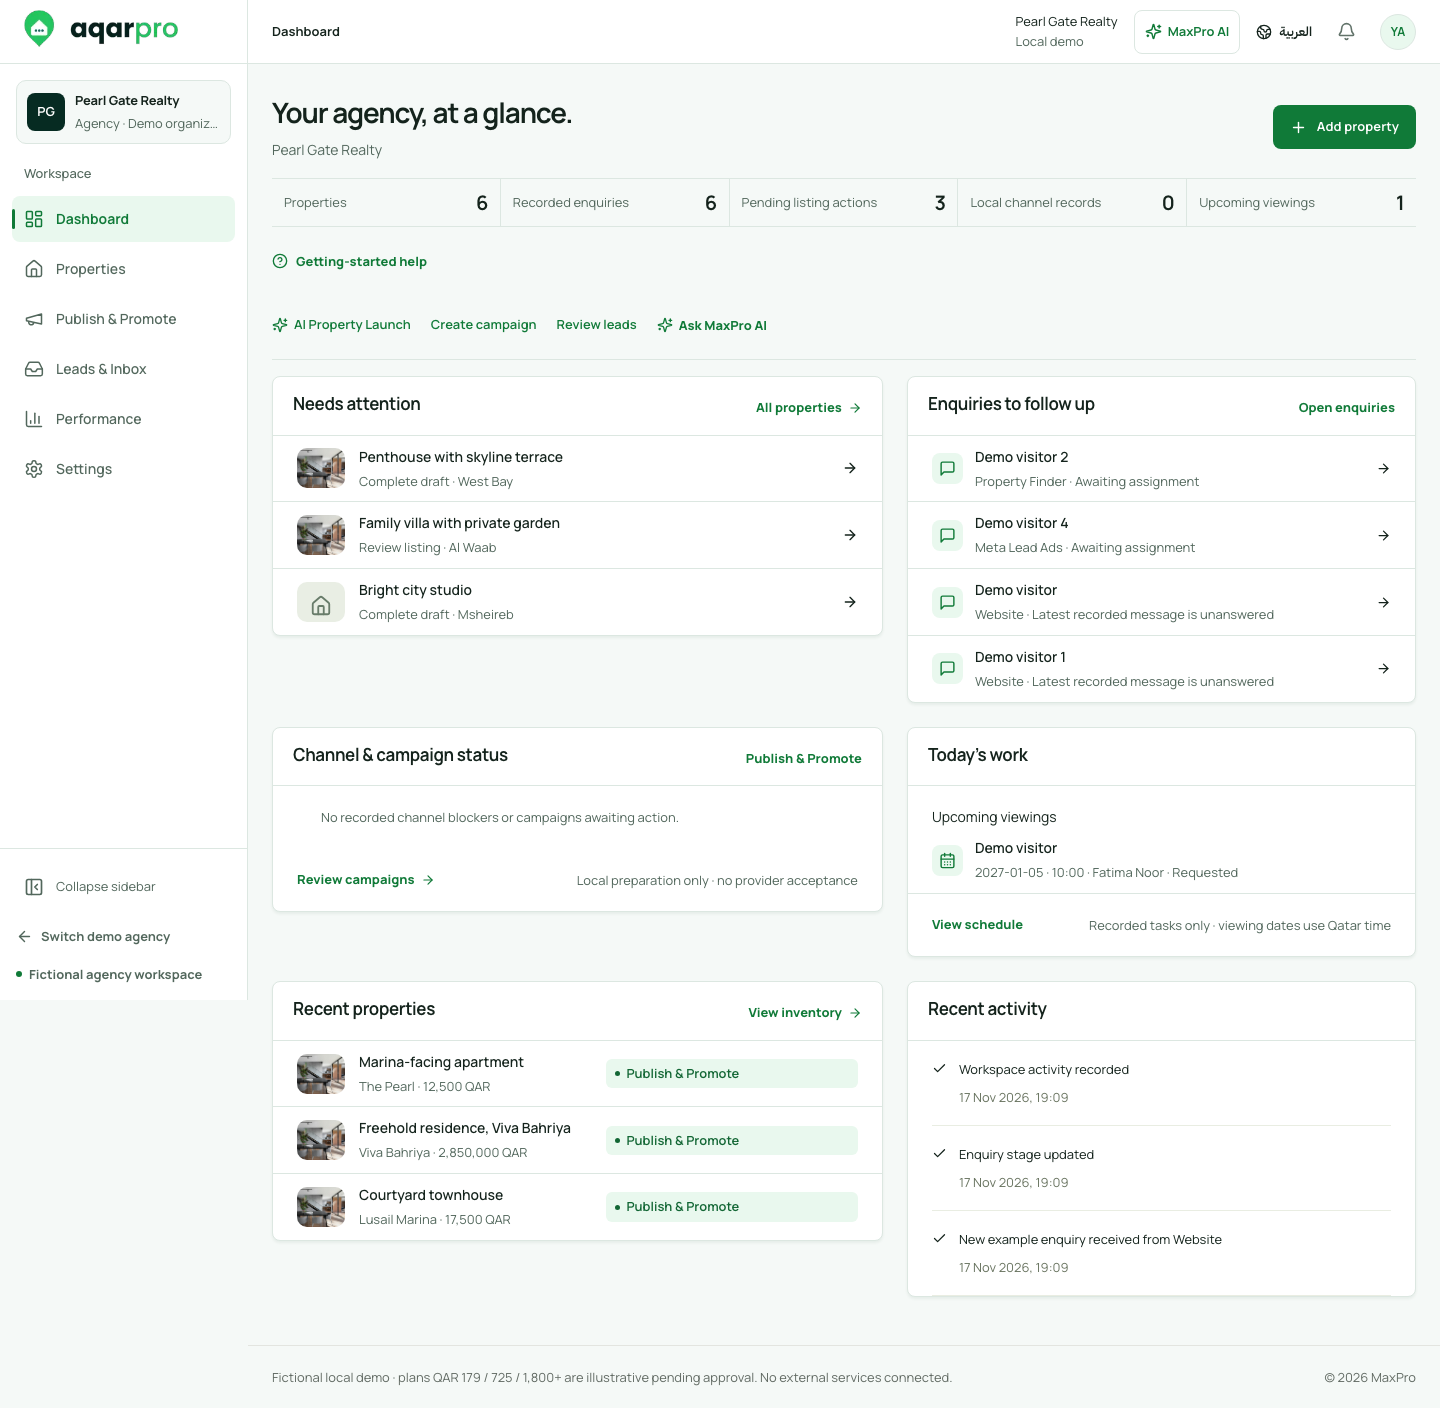 aqarpro
Dashboard
Pearl Gate Realty
Local demo
MaxPro AI
العربية
YA
PG
Pearl Gate Realty
Agency · Demo organiz...
Workspace
Dashboard
Properties
Publish & Promote
Leads & Inbox
Performance
Settings
Collapse sidebar
Switch demo agency
Fictional agency workspace
Your agency, at a glance.
Pearl Gate Realty
Add property
Properties 6
Recorded enquiries 6
Pending listing actions 3
Local channel records 0
Upcoming viewings 1
Getting-started help
AI Property Launch Create campaign Review leads Ask MaxPro AI
Needs attention
All properties
Penthouse with skyline terrace
Complete draft · West Bay
Family villa with private garden
Review listing · Al Waab
Bright city studio
Complete draft · Msheireb
Enquiries to follow up
Open enquiries
Demo visitor 2
Property Finder · Awaiting assignment
Demo visitor 4
Meta Lead Ads · Awaiting assignment
Demo visitor
Website · Latest recorded message is unanswered
Demo visitor 1
Website · Latest recorded message is unanswered
Channel & campaign status
Publish & Promote
No recorded channel blockers or campaigns awaiting action.
Review campaigns
Local preparation only · no provider acceptance
Today's work
Upcoming viewings
Demo visitor
2027-01-05 · 10:00 · Fatima Noor · Requested
View schedule
Recorded tasks only · viewing dates use Qatar time
Recent properties
View inventory
Marina-facing apartment
The Pearl · 12,500 QAR
Publish & Promote
Freehold residence, Viva Bahriya
Viva Bahriya · 2,850,000 QAR
Publish & Promote
Courtyard townhouse
Lusail Marina · 17,500 QAR
Publish & Promote
Recent activity
Workspace activity recorded
17 Nov 2026, 19:09
Enquiry stage updated
17 Nov 2026, 19:09
New example enquiry received from Website
17 Nov 2026, 19:09
Fictional local demo · plans QAR 179 / 725 / 1,800+ are illustrative pending approval. No external services connected.
© 2026 MaxPro